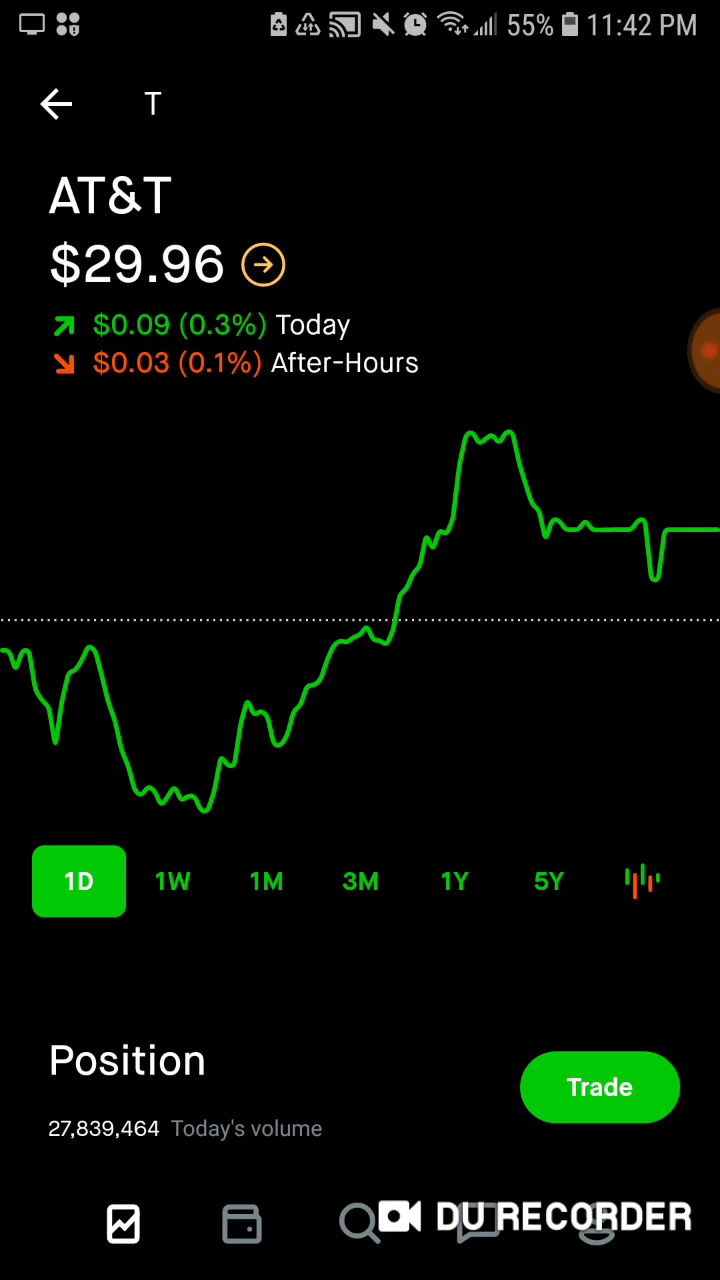 55% 11:42 PM
T
AT&T
$29.96
$0.09 (0.3%) Today
$0.03 (0.1%) After-Hours
1D 1W 1M 3M 1Y 5Y
Position
Trade
27,839,464 Today's volume
DU RECORDER